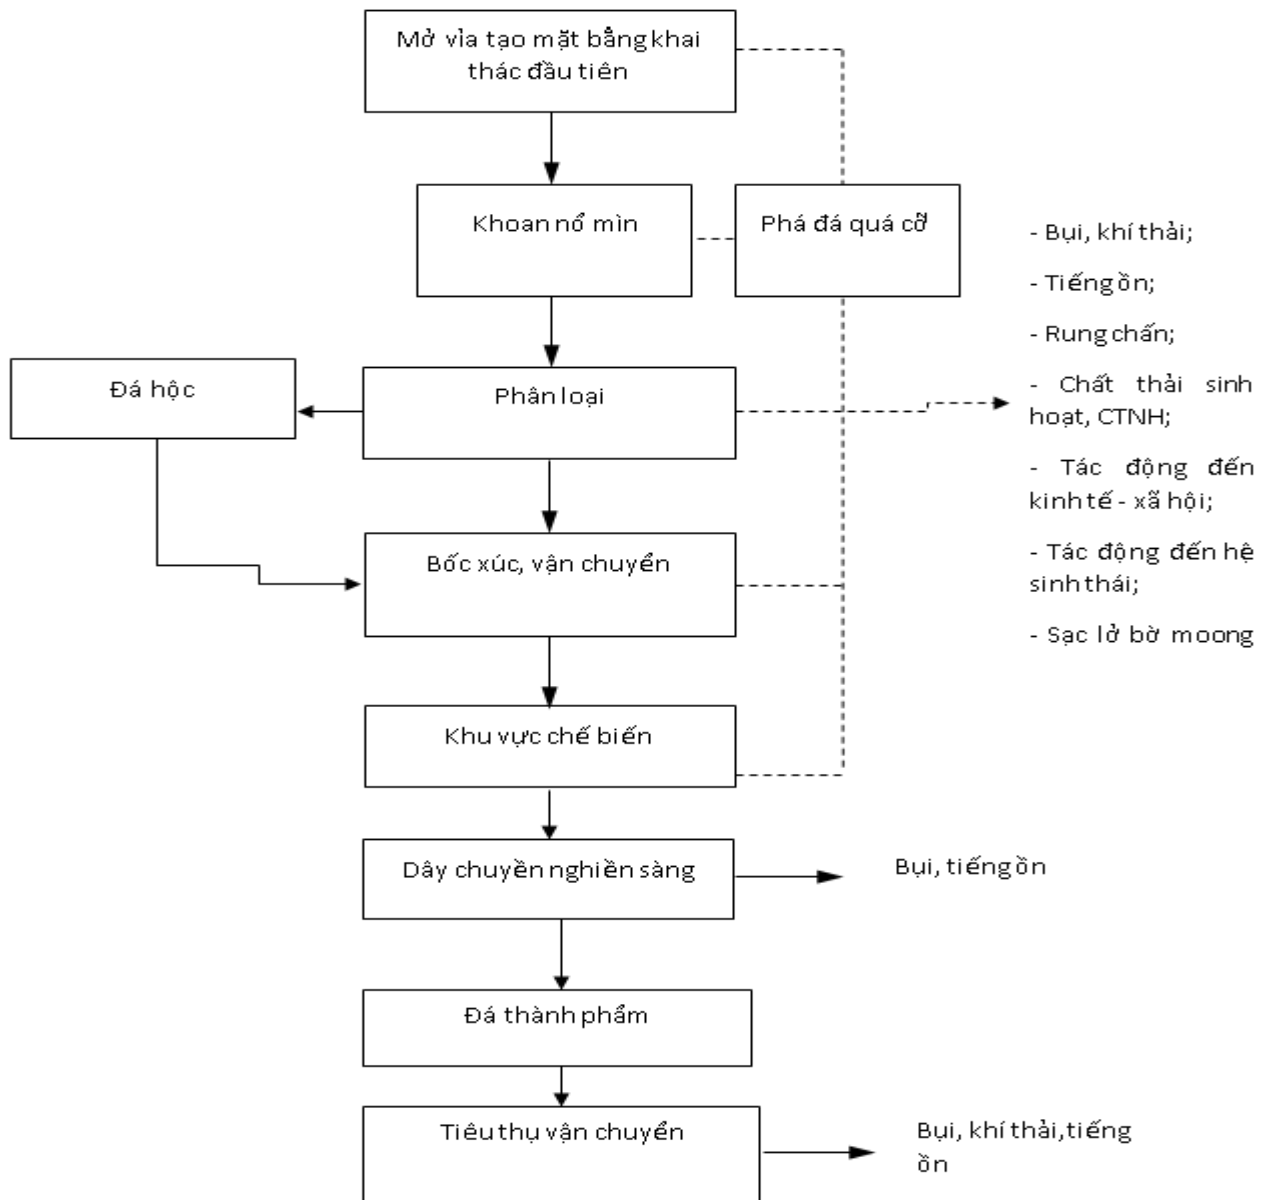 Mở vỉa tạo mặt bằng khai
thác đầu tiên
Khoan nổ mìn
Phá đá quá cỡ
- Bụi, khí thải;
- Tiếng ồn;
- Rung chấn;
- Chất thải sinh
hoạt, CTNH;
- Tác động đến
kinh tế - xã hội;
- Tác động đến hệ
sinh thái;
- Sạc lở bờ moong
Đá hộc
Phân loại
Bốc xúc, vận chuyển
Khu vực chế biến
Dây chuyền nghiền sàng
Bụi, tiếng ồn
Đá thành phẩm
Tiêu thụ vận chuyển
Bụi, khí thải, tiếng
ồn